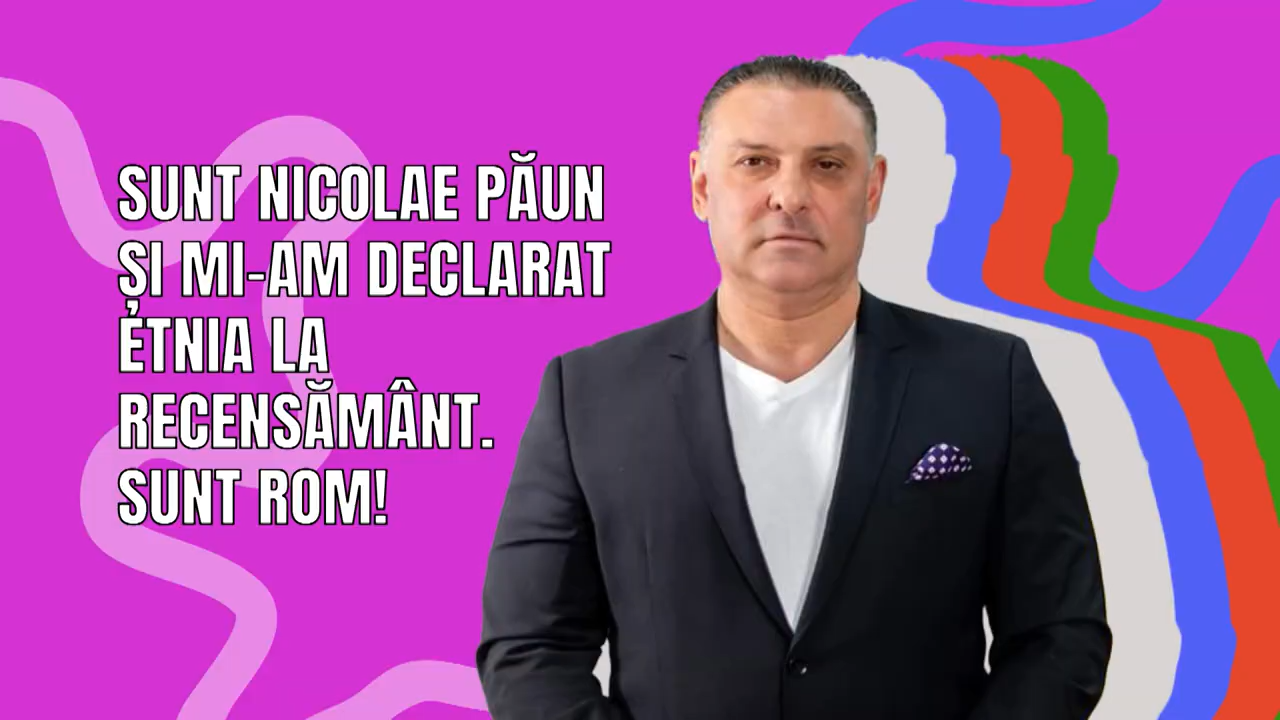 SUNT NICOLAE PĂUN
ȘI MI-AM DECLARAT
ETNIA LA
RECENSĂMÂNT.
SUNT ROM!